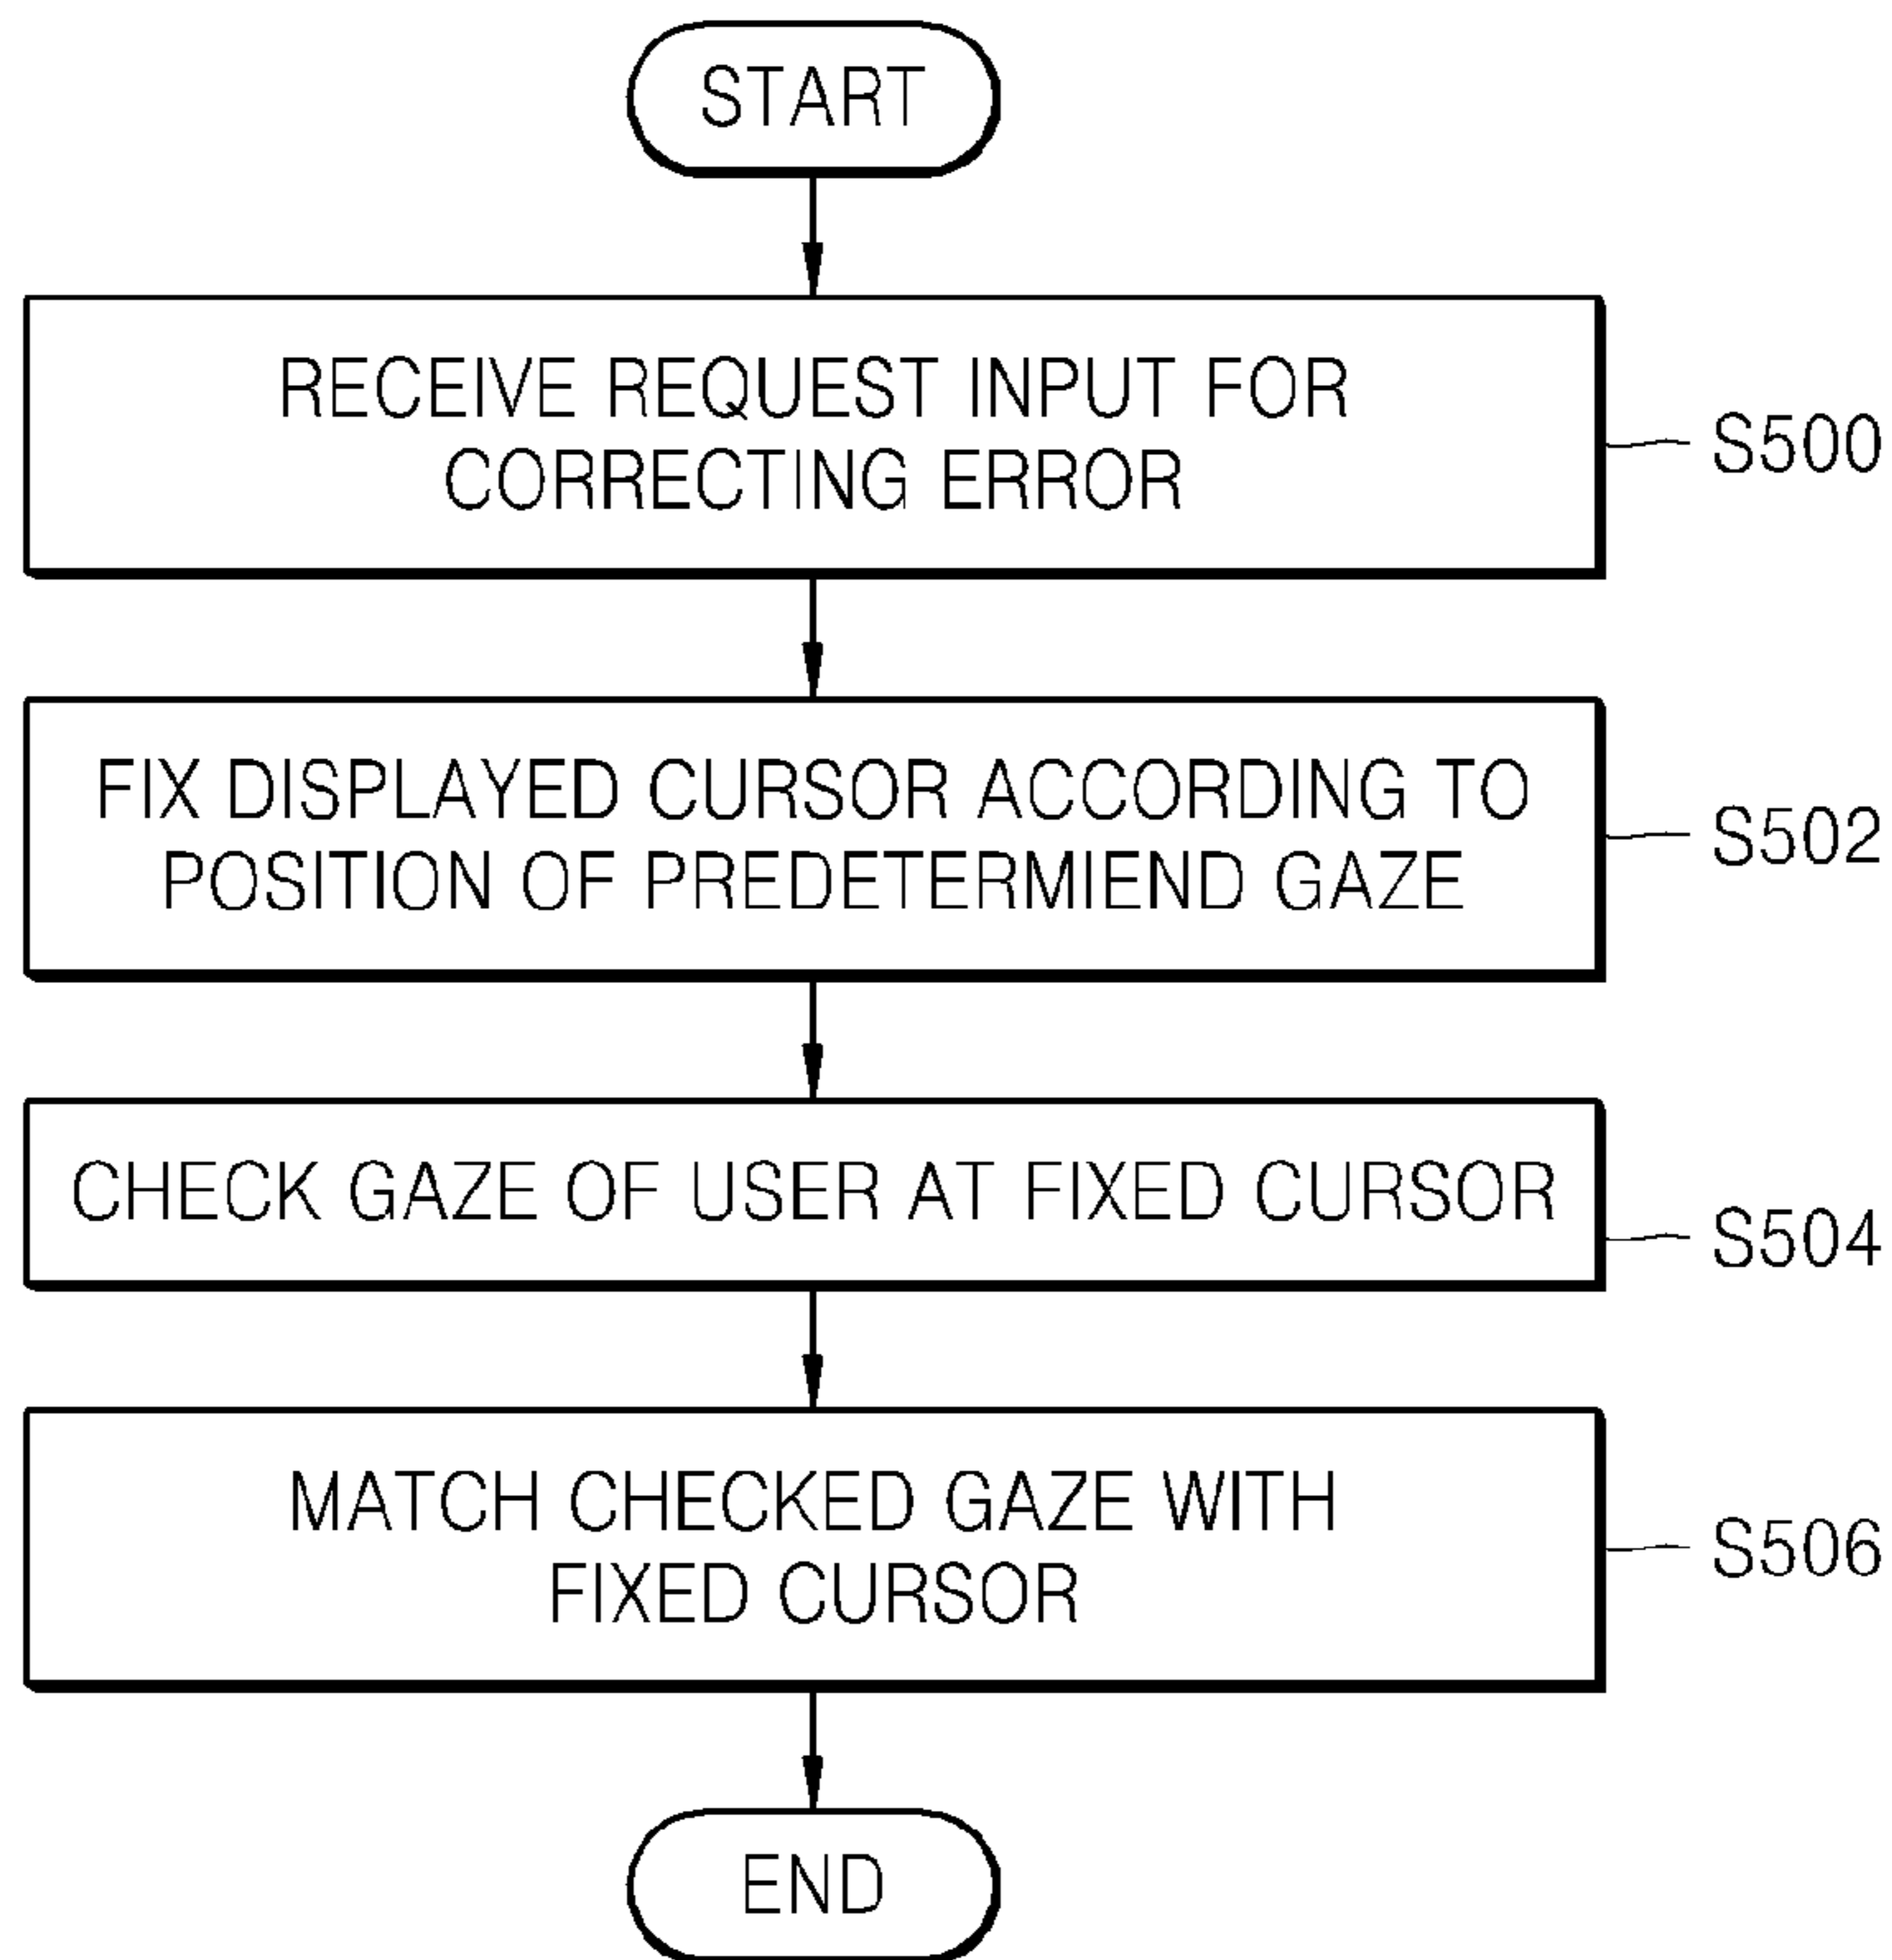 START
RECEIVE REQUEST INPUT FOR
CORRECTING ERROR
S500
FIX DISPLAYED CURSOR ACCORDING TO
POSITION OF PREDETERMIEND GAZE
S502
CHECK GAZE OF USER AT FIXED CURSOR
S504
MATCH CHECKED GAZE WITH
FIXED CURSOR
S506
END